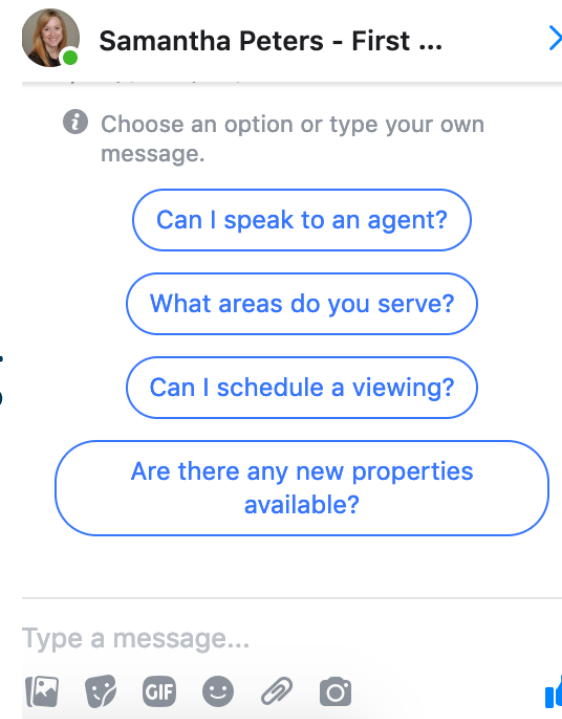 Samantha Peters - First ...
Choose an option or type your own
message.
Can I speak to an agent?
What areas do you serve?
Can I schedule a viewing?
Are there any new properties
available?
Type a message...
GIF